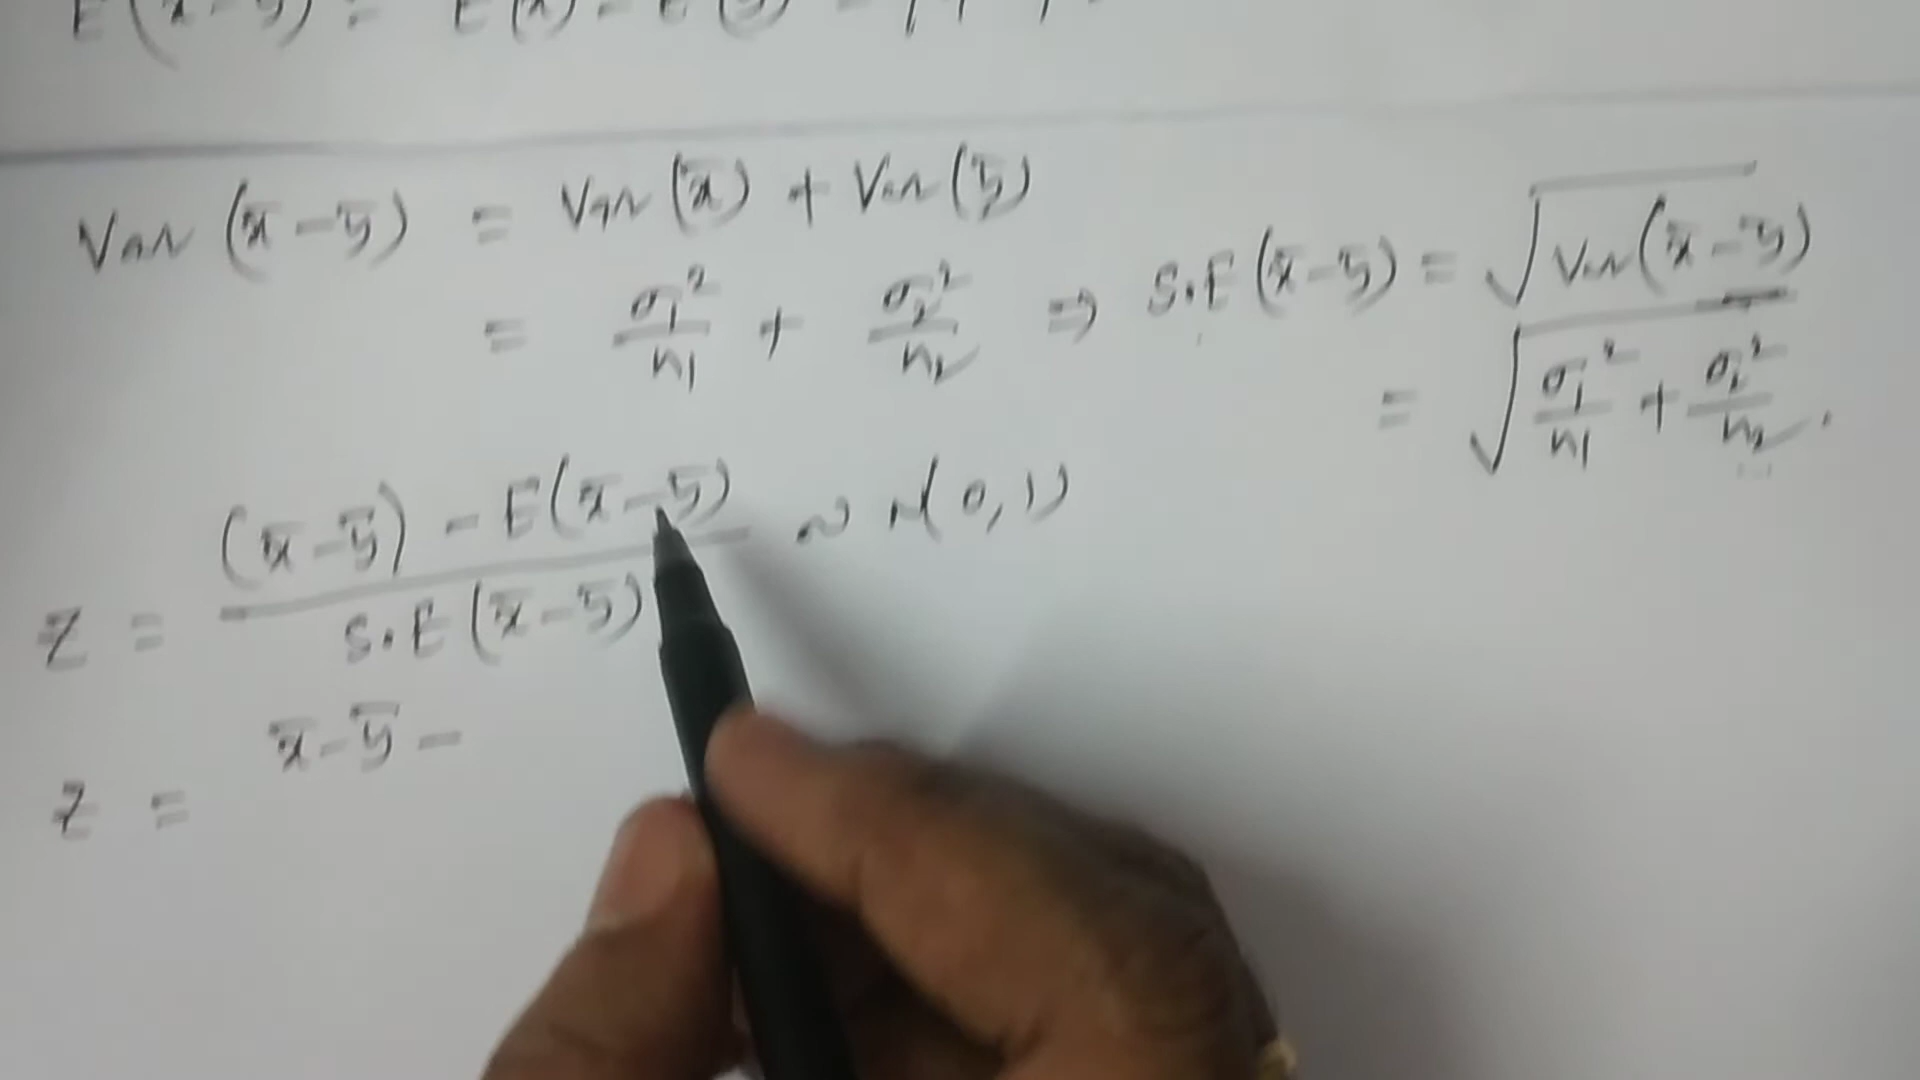 E(x̄-ȳ) = E(x̄) - E(ȳ) =
Var (x̄-ȳ) = Var (x̄) + Var (ȳ)
= σ₁²/n₁ + σ₂²/n₂ ⇒ S.E (x̄-ȳ) = √Var(x̄-ȳ)
= √(σ₁²/n₁ + σ₂²/n₂).
Z = ((x̄-ȳ) - E(x̄-ȳ))/(S.E (x̄-ȳ)) ~ N(0,1)
Z = x̄-ȳ -